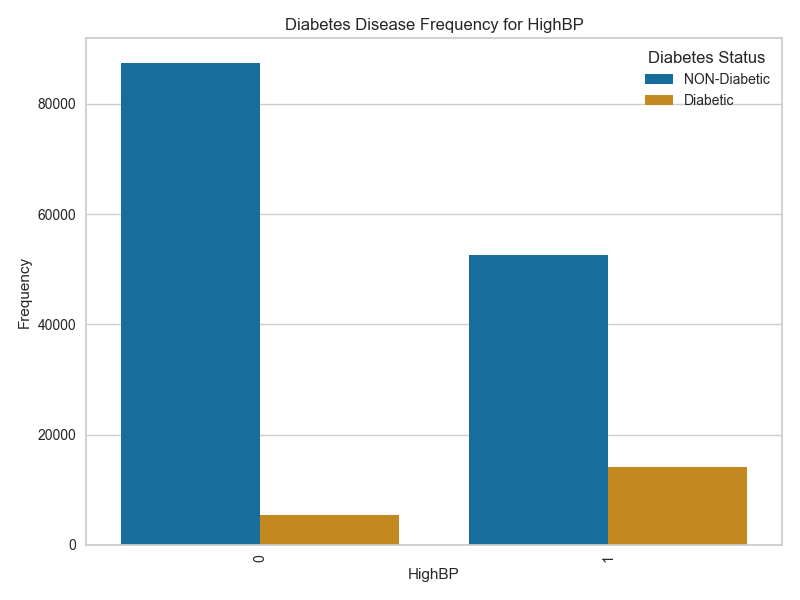 Diabetes Disease Frequency for HighBP
Diabetes Status
NON-Diabetic
Diabetic
80000
60000
40000
20000
0
Frequency
0
1
HighBP